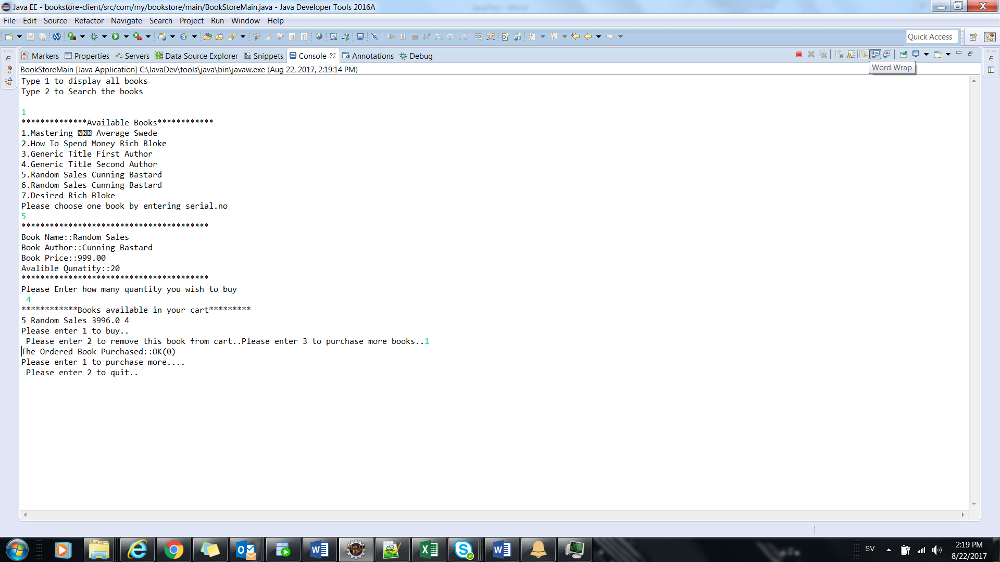 Java EE - bookstore-client/src/com/my/bookstore/main/BookStoreMain.java - Java Developer Tools 2016A
File Edit Source Refactor Navigate Search Project Run Window Help
Quick Access
Markers Properties Servers Data Source Explorer Snippets Console Annotations Debug
BookStoreMain [Java Application] C:\JavaDev\tools\java\bin\javaw.exe (Aug 22, 2017, 2:19:14 PM)
Word Wrap
Type 1 to display all books
Type 2 to Search the books
1
**************Available Books************
1.Mastering Average Swede
2.How To Spend Money Rich Bloke
3.Generic Title First Author
4.Generic Title Second Author
5.Random Sales Cunning Bastard
6.Random Sales Cunning Bastard
7.Desired Rich Bloke
Please choose one book by entering serial.no
5
****************************************
Book Name::Random Sales
Book Author::Cunning Bastard
Book Price::999.00
Avalible Qunatity::20
****************************************
Please Enter how many quantity you wish to buy
4
************Books available in your cart*********
5 Random Sales 3996.0 4
Please enter 1 to buy..
Please enter 2 to remove this book from cart..Please enter 3 to purchase more books..1
The Ordered Book Purchased::OK(0)
Please enter 1 to purchase more....
Please enter 2 to quit..
SV
2:19 PM
8/22/2017